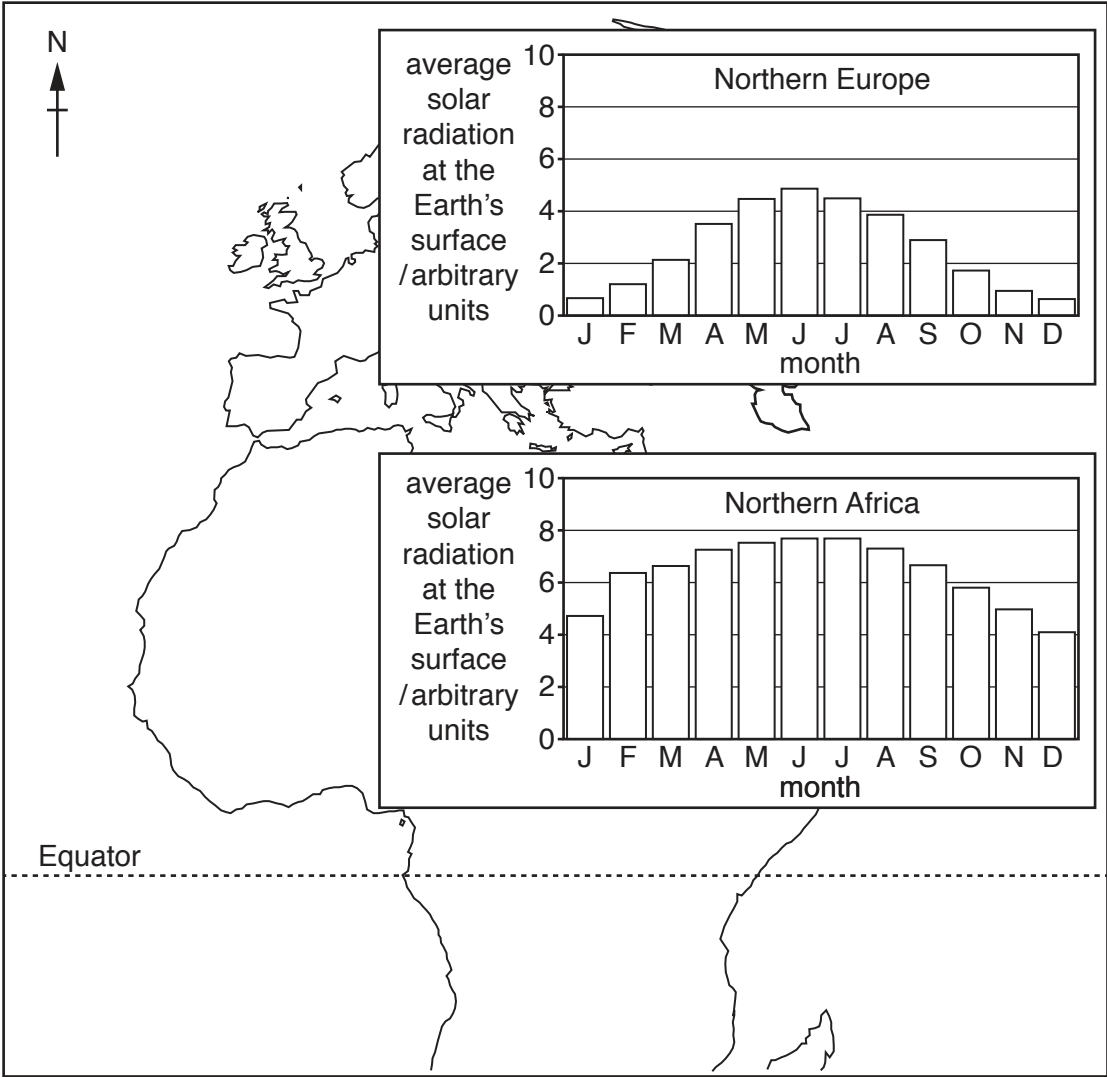 N
average
solar
radiation
at the
Earth's
surface
/ arbitrary
units
10
8
6
4
2
0
Northern Europe
J F M A M J J A S O N D
month
average
solar
radiation
at the
Earth's
surface
/ arbitrary
units
10
8
6
4
2
0
Northern Africa
J F M A M J J A S O N D
month
Equator